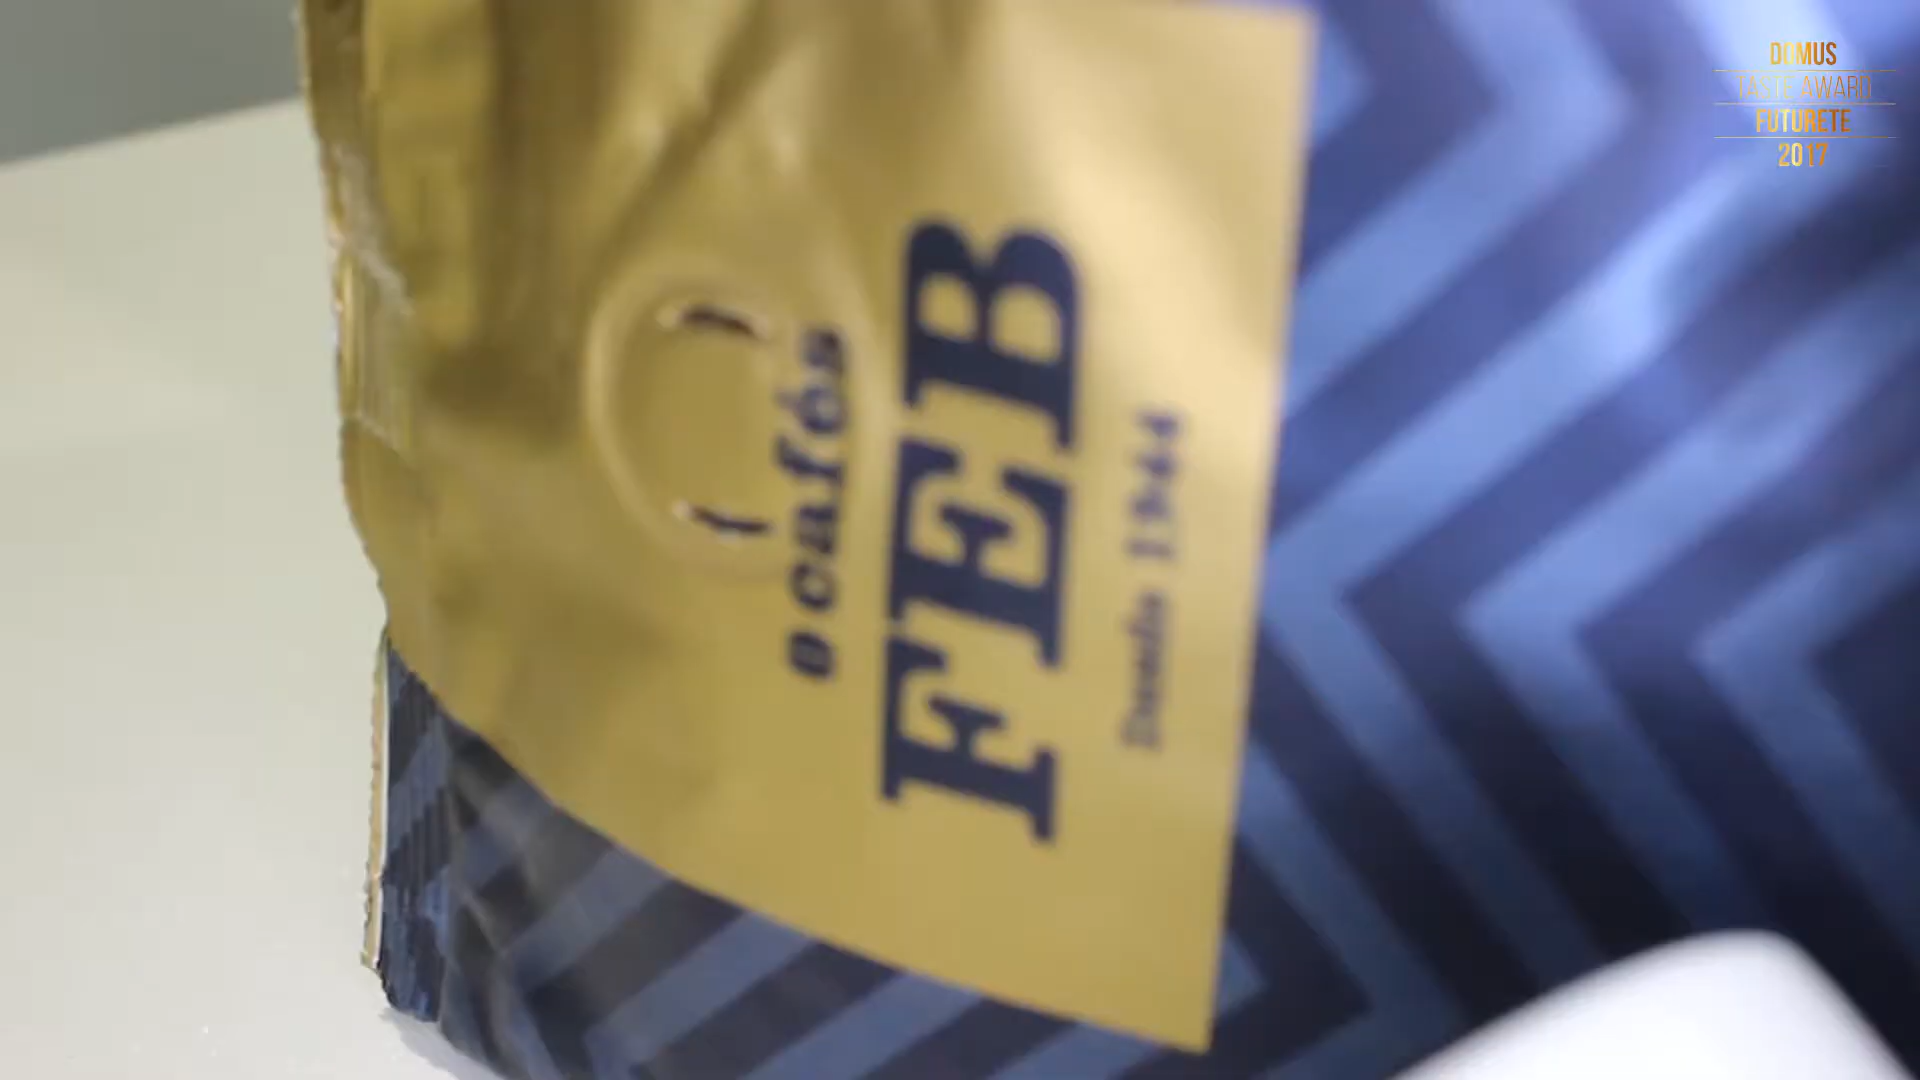 cafés
FEB
Desde 1944
DOMUS
TASTE AWARD
FUTURETE
2017